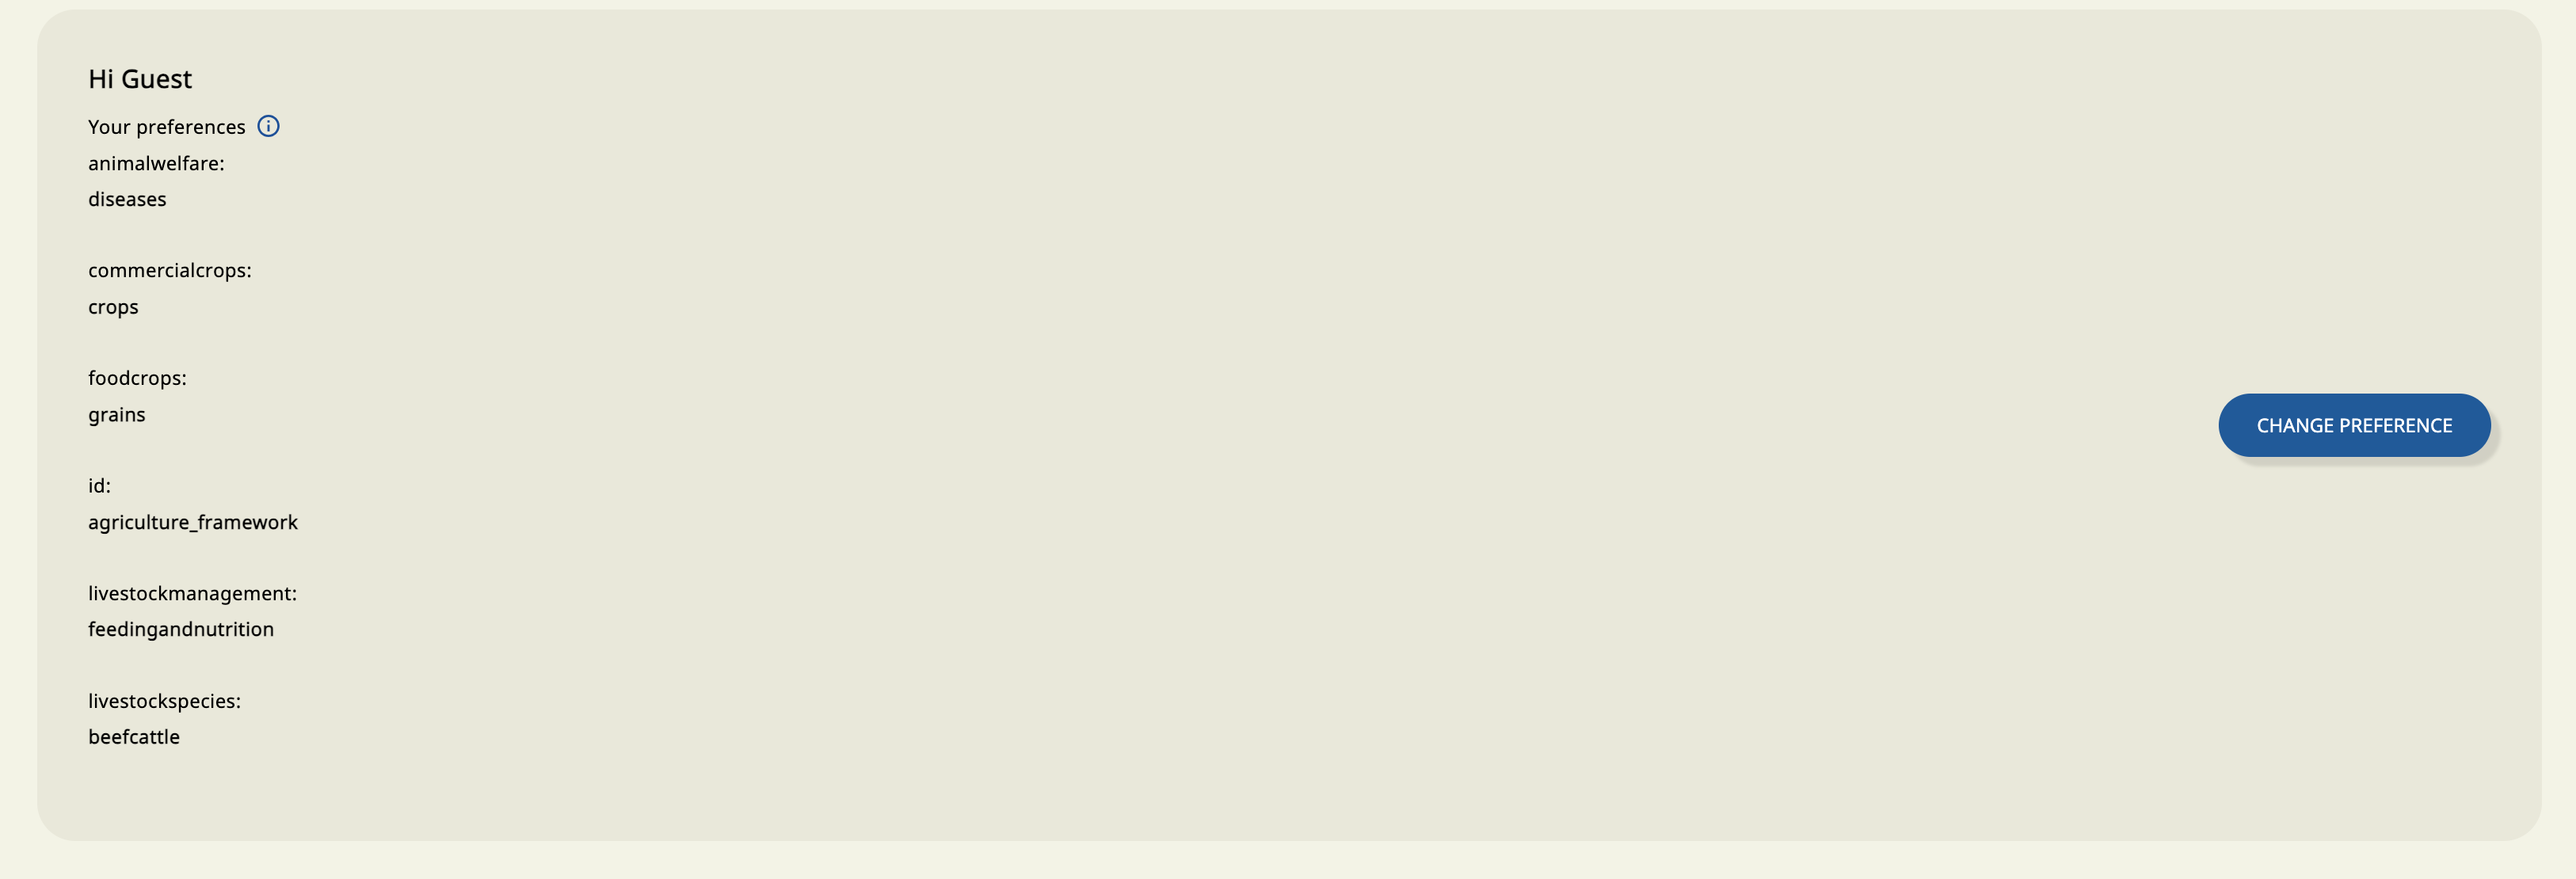 Hi Guest
Your preferences
animalwelfare:
diseases
commercialcrops:
crops
foodcrops:
grains
id:
agriculture_framework
livestockmanagement:
feedingandnutrition
livestockspecies:
beefcattle
CHANGE PREFERENCE